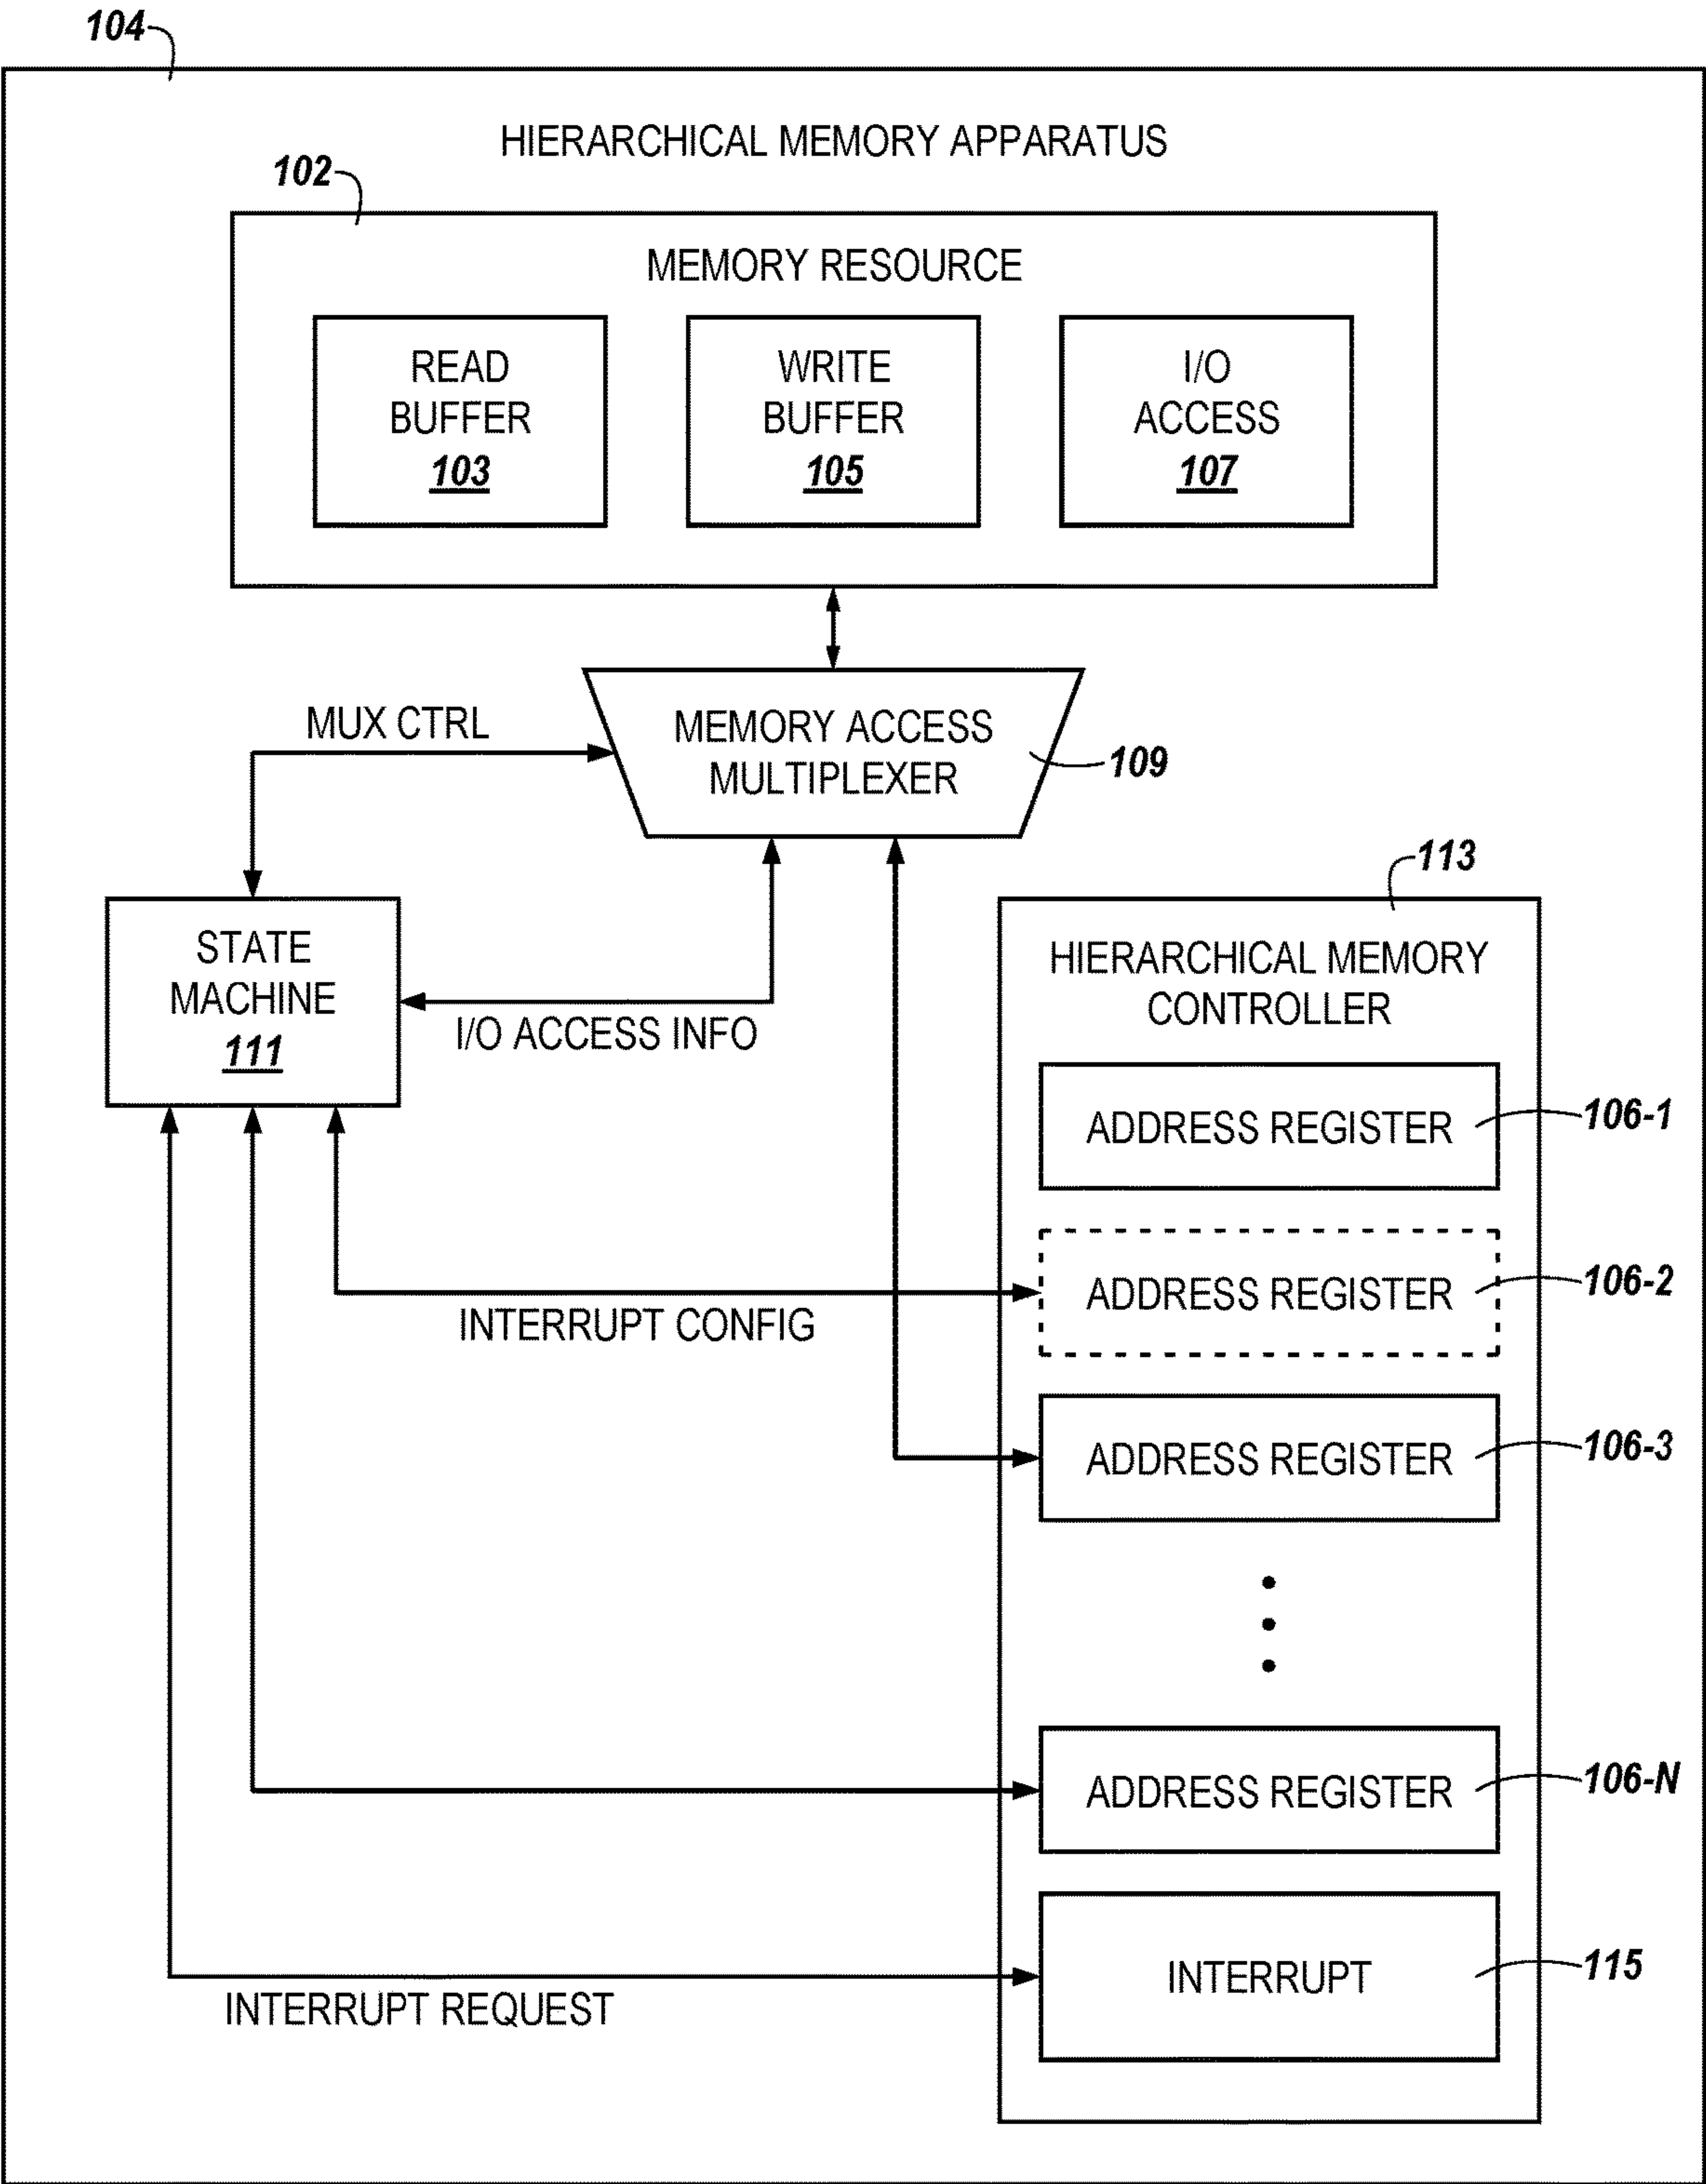 104
HIERARCHICAL MEMORY APPARATUS
102
MEMORY RESOURCE
READ
BUFFER
103
WRITE
BUFFER
105
I/O
ACCESS
107
MUX CTRL
MEMORY ACCESS
MULTIPLEXER
109
STATE
MACHINE
111
I/O ACCESS INFO
113
HIERARCHICAL MEMORY
CONTROLLER
ADDRESS REGISTER
106-1
ADDRESS REGISTER
106-2
INTERRUPT CONFIG
ADDRESS REGISTER
106-3
ADDRESS REGISTER
106-N
INTERRUPT
115
INTERRUPT REQUEST